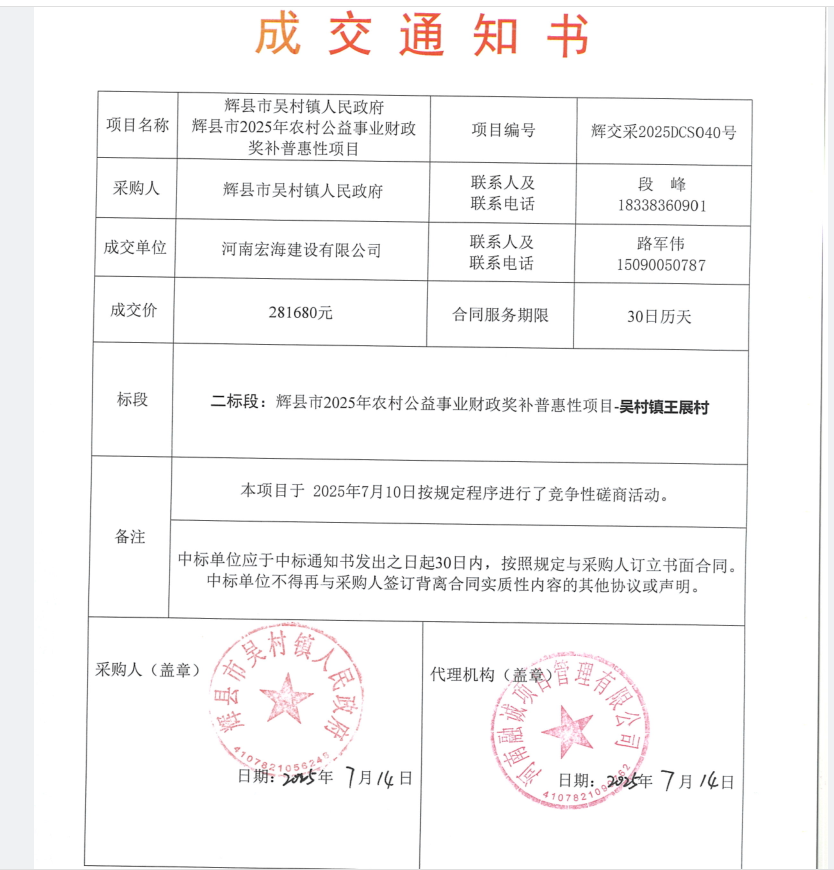 成交通知书
项目名称
辉县市吴村镇人民政府
辉县市2025年农村公益事业财政
奖补普惠性项目
项目编号
辉交采2025DCS040号
采购人
辉县市吴村镇人民政府
联系人及
联系电话
段 峰
18338360901
成交单位
河南宏海建设有限公司
联系人及
联系电话
路军伟
15090050787
成交价
281680元
合同服务期限
30日历天
标段
二标段：辉县市2025年农村公益事业财政奖补普惠性项目-吴村镇王展村
备注
本项目于 2025年7月10日按规定程序进行了竞争性磋商活动。
中标单位应于中标通知书发出之日起30日内，按照规定与采购人订立书面合同。
中标单位不得再与采购人签订背离合同实质性内容的其他协议或声明。
采购人（盖章）
辉县市吴村镇人民政府
日期：2025年 7月14日
代理机构（盖章）
河南融诚项目管理有限公司
日期：2025年 7月14日